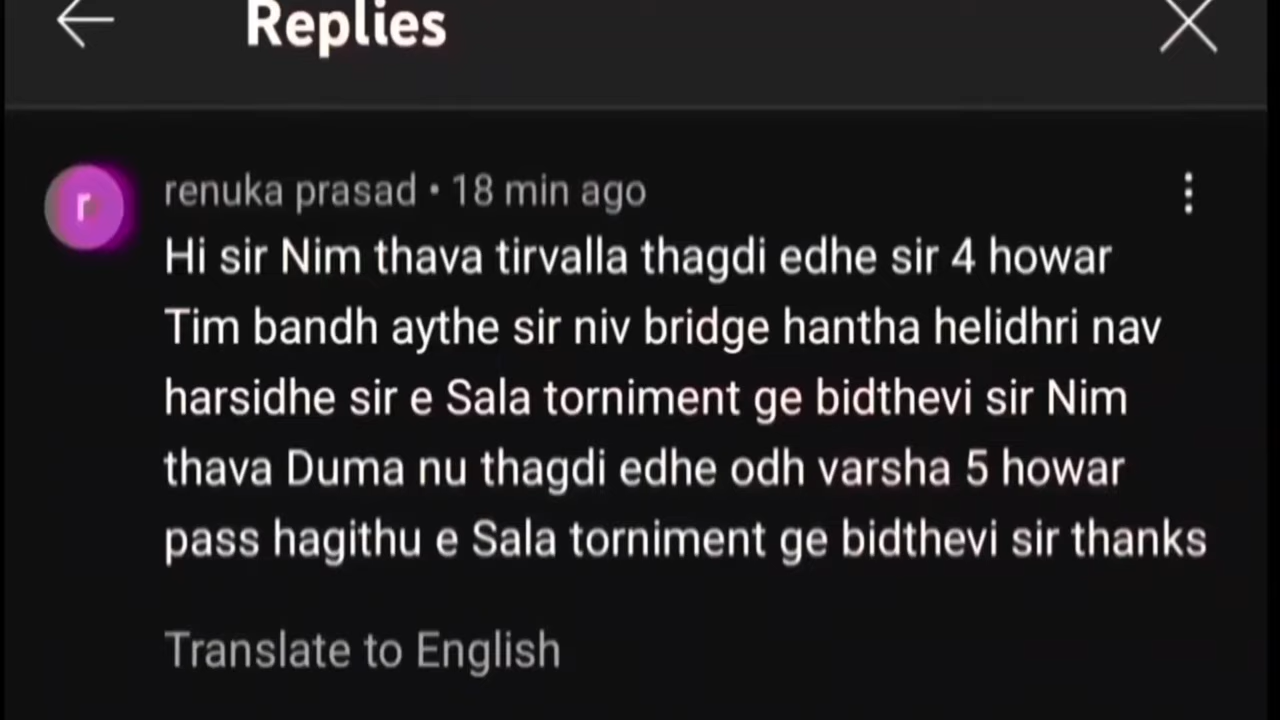 Replies
r
renuka prasad • 18 min ago
Hi sir Nim thava tirvalla thagdi edhe sir 4 howar
Tim bandh aythe sir niv bridge hantha helidhri nav
harsidhe sir e Sala torniment ge bidthevi sir Nim
thava Duma nu thagdi edhe odh varsha 5 howar
pass hagithu e Sala torniment ge bidthevi sir thanks
Translate to English